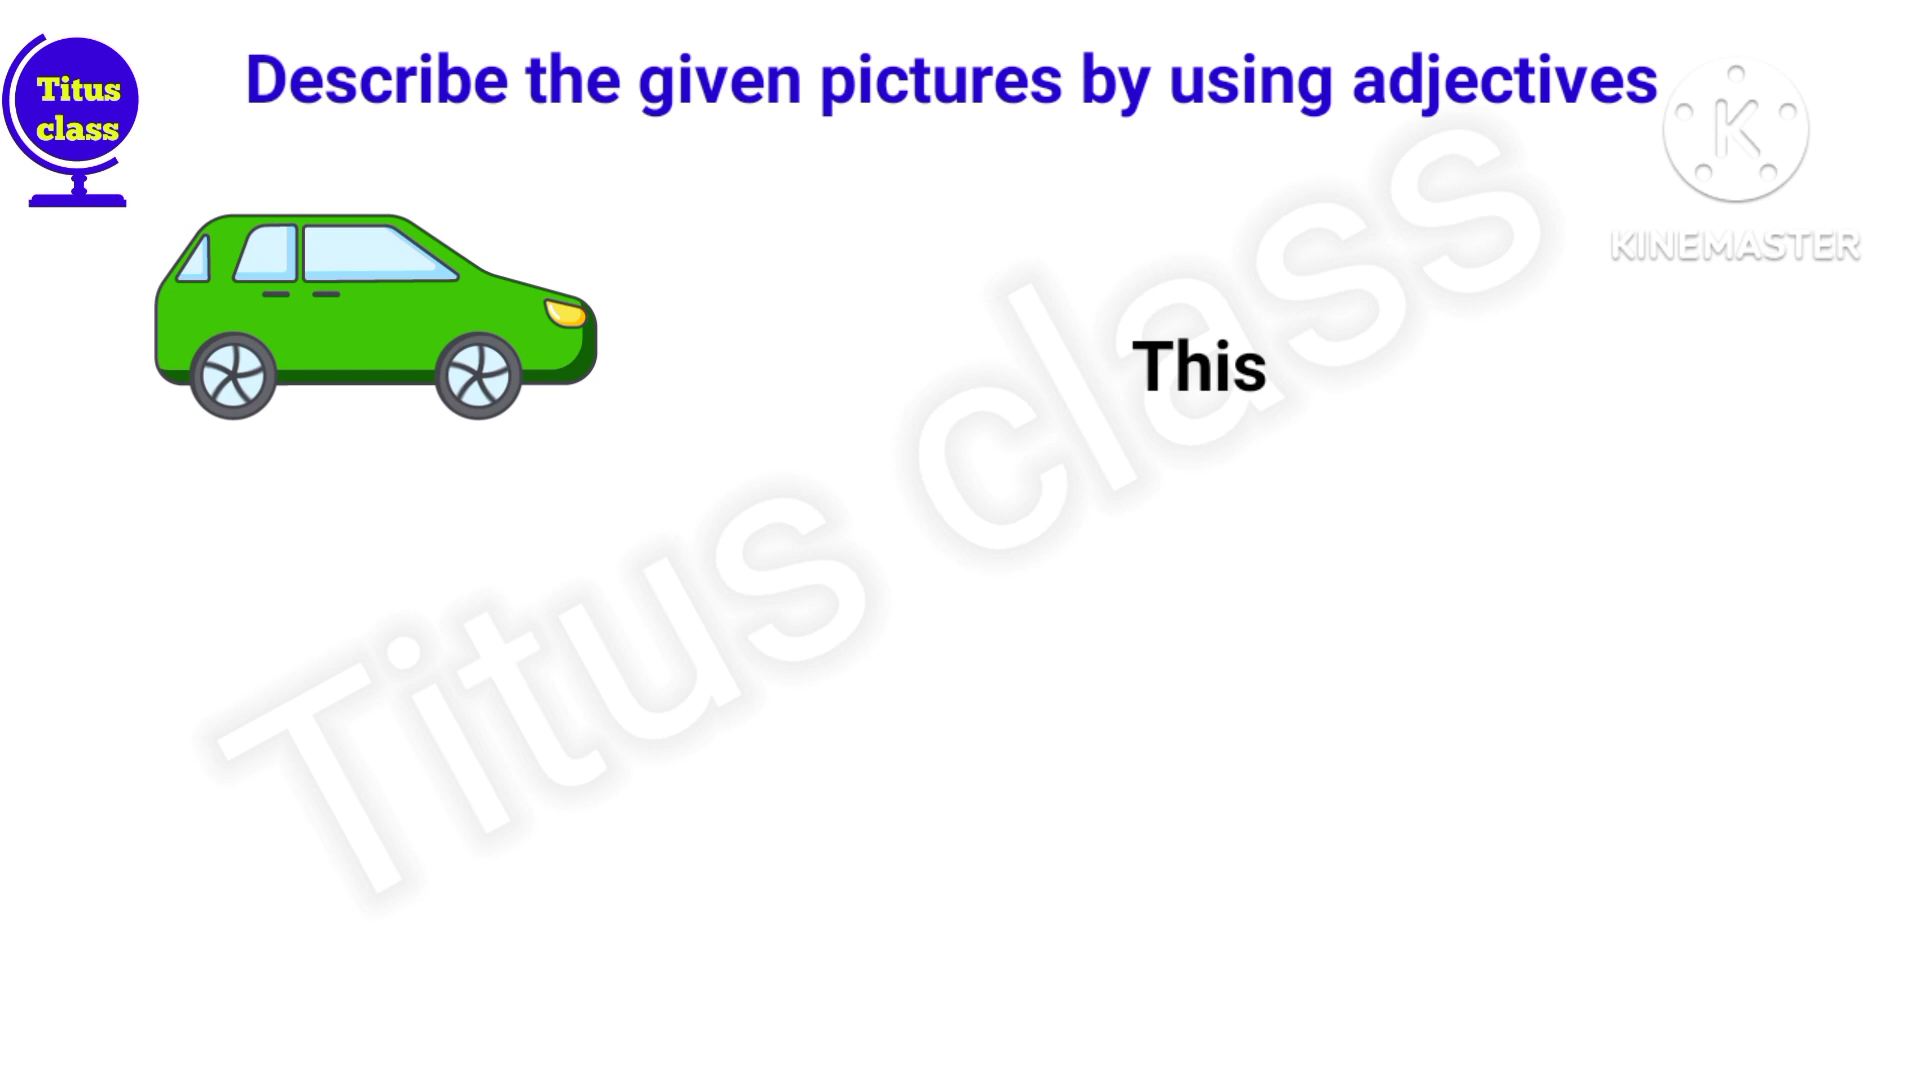 Titus
class
Describe the given pictures by using adjectives
K
KINEMASTER
This
Titus class